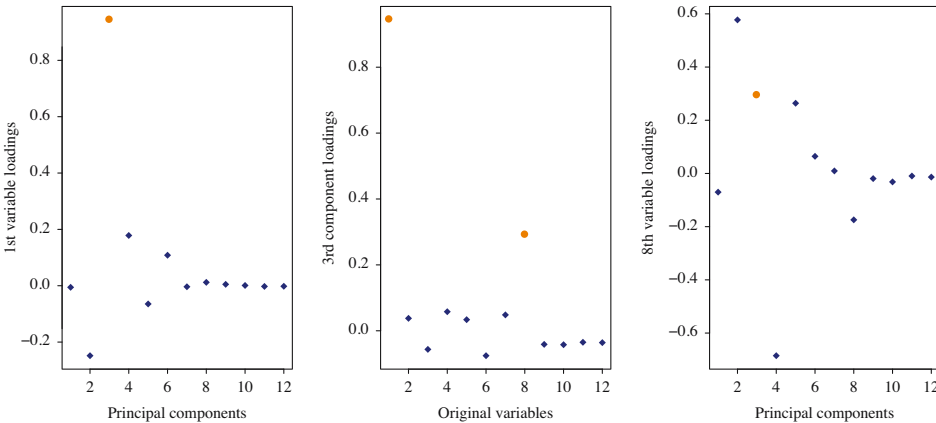 1st variable loadings
0.8
0.6
0.4
0.2
0.0
−0.2
2 4 6 8 10 12
Principal components
3rd component loadings
0.8
0.6
0.4
0.2
0.0
2 4 6 8 10 12
Original variables
8th variable loadings
0.6
0.4
0.2
0.0
−0.2
−0.4
−0.6
2 4 6 8 10 12
Principal components